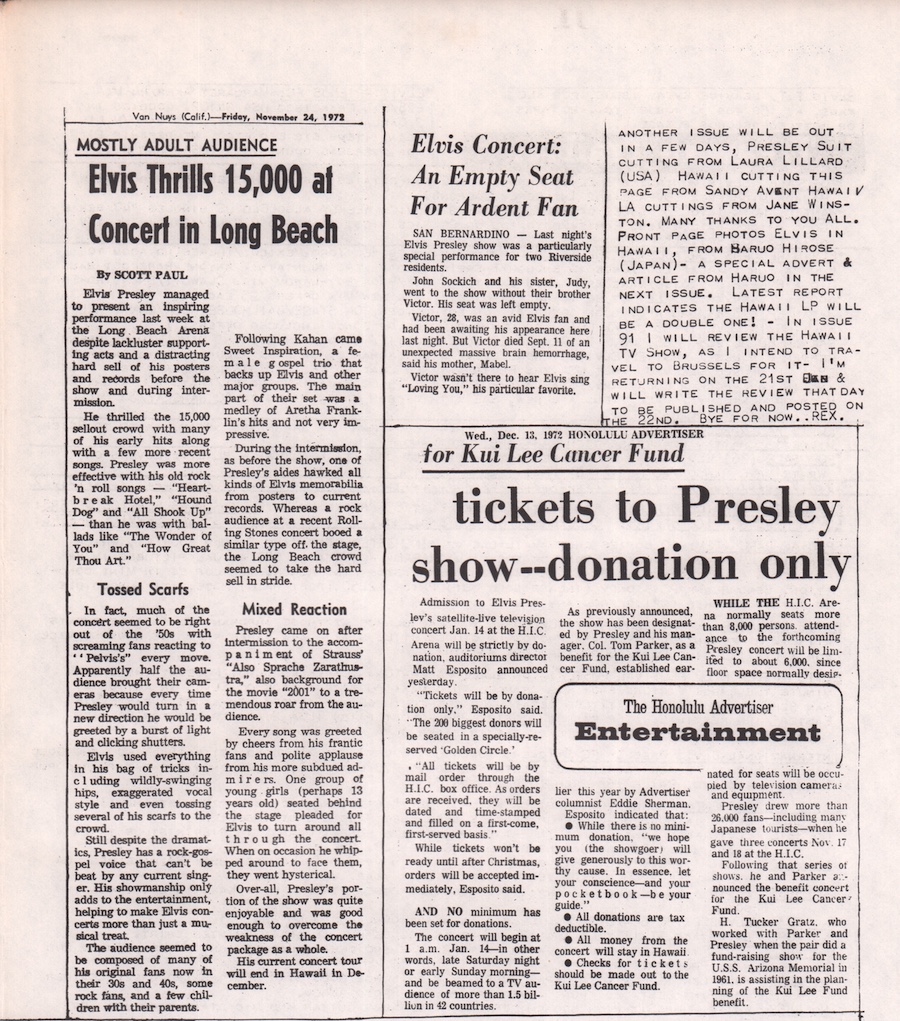 Van Nuys (Calif.)—Friday, November 24, 1972
MOSTLY ADULT AUDIENCE
Elvis Thrills 15,000 at
Concert in Long Beach
By SCOTT PAUL
Elvis Presley managed
to present an inspiring
performance last week at
the Long Beach Arena
despite lackluster support-
ing acts and a distracting
hard sell of his posters
and records before the
show and during inter-
mission.
He thrilled the 15,000
sellout crowd with many
of his early hits along
with a few more recent
songs. Presley was more
effective with his old rock
'n roll songs — "Heart-
break Hotel," "Hound
Dog" and "All Shook Up"
— than he was with bal-
lads like "The Wonder of
You" and "How Great
Thou Art."
Tossed Scarfs
In fact, much of the
concert seemed to be right
out of the '50s with
screaming fans reacting to
"Pelvis's" every move.
Apparently half the au-
dience brought their cam-
eras because every time
Presley would turn in a
new direction he would be
greeted by a burst of light
and clicking shutters.
Elvis used everything
in his bag of tricks in-
cluding wildly-swinging
hips, exaggerated vocal
style and even tossing
several of his scarfs to the
crowd.
Still despite the dramat-
ics, Presley has a rock-gos-
pel voice that can't be
beat by any current sing-
er. His showmanship only
adds to the entertainment,
helping to make Elvis con-
certs more than just a mu-
sical treat.
The audience seemed to
be composed of many of
his original fans now in
their 30s and 40s, some
rock fans, and a few chil-
dren with their parents.
Following Kahan came
Sweet Inspiration, a fe-
male gospel trio that
backs up Elvis and other
major groups. The main
part of their set was a
medley of Aretha Frank-
lin's hits and not very im-
pressive.
During the intermission,
as before the show, one of
Presley's aides hawked all
kinds of Elvis memorabilia
from posters to current
records. Whereas a rock
audience at a recent Roll-
ing Stones concert booed a
similar type off the stage,
the Long Beach crowd
seemed to take the hard
sell in stride.
Mixed Reaction
Presley came on after
intermission to the accom-
paniment of Strauss'
"Also Sprache Zarathus-
tra," also background for
the movie "2001" to a tre-
mendous roar from the au-
dience.
Every song was greeted
by cheers from his frantic
fans and polite applause
from his more subdued ad-
mirers. One group of
young girls (perhaps 13
years old) seated behind
the stage pleaded for
Elvis to turn around all
through the concert.
When on occasion he whip-
ped around to face them,
they went hysterical.
Over-all, Presley's por-
tion of the show was quite
enjoyable and was good
enough to overcome the
weakness of the concert
package as a whole.
His current concert tour
will end in Hawaii in De-
cember.
Elvis Concert:
An Empty Seat
For Ardent Fan
SAN BERNARDINO — Last night's
Elvis Presley show was a particularly
special performance for two Riverside
residents.
John Sockich and his sister, Judy,
went to the show without their brother
Victor. His seat was left empty.
Victor, 28, was an avid Elvis fan and
had been awaiting his appearance here
last night. But Victor died Sept. 11 of an
unexpected massive brain hemorrhage,
said his mother, Mabel.
Victor wasn't there to hear Elvis sing
"Loving You," his particular favorite.
ANOTHER ISSUE WILL BE OUT
IN A FEW DAYS, PRESLEY SUIT
CUTTING FROM LAURA LILLARD
(USA) HAWAII CUTTING THIS
PAGE FROM SANDY AVENT HAWAII/
LA CUTTINGS FROM JANE WINS-
TON. MANY THANKS TO YOU ALL.
FRONT PAGE PHOTOS ELVIS IN
HAWAII, FROM HARUO HIROSE
(JAPAN)- A SPECIAL ADVERT &
ARTICLE FROM HARUO IN THE
NEXT ISSUE. LATEST REPORT
INDICATES THE HAWAII LP WILL
BE A DOUBLE ONE! - IN ISSUE
91 I WILL REVIEW THE HAWAII
TV SHOW, AS I INTEND TO TRA-
VEL TO BRUSSELS FOR IT- I'M
RETURNING ON THE 21ST &
WILL WRITE THE REVIEW THAT DAY
TO BE PUBLISHED AND POSTED ON
THE 22ND. BYE FOR NOW..REX.
Wed., Dec. 13, 1972 HONOLULU ADVERTISER
for Kui Lee Cancer Fund
tickets to Presley
show--donation only
Admission to Elvis Pres-
ley's satellite-live television
concert Jan. 14 at the H.I.C.
Arena will be strictly by do-
nation, auditoriums director
Matt Esposito announced
yesterday.
"Tickets will be by dona-
tion only," Esposito said.
"The 200 biggest donors will
be seated in a specially-re-
served 'Golden Circle.'
"All tickets will be by
mail order through the
H.I.C. box office. As orders
are received, they will be
dated and time-stamped
and filled on a first-come,
first-served basis."
While tickets won't be
ready until after Christmas,
orders will be accepted im-
mediately, Esposito said.
AND NO minimum has
been set for donations.
The concert will begin at
1 a.m. Jan. 14—in other
words, late Saturday night
or early Sunday morning—
and be beamed to a TV au-
dience of more than 1.5 bil-
lion in 42 countries.
As previously announced,
the show has been designat-
ed by Presley and his man-
ager, Col. Tom Parker, as a
benefit for the Kui Lee Can-
cer Fund, established ear-
The Honolulu Advertiser
Entertainment
lier this year by Advertiser
columnist Eddie Sherman.
Esposito indicated that:
● While there is no mini-
mum donation, "we hope
you (the showgoer) will
give generously to this wor-
thy cause. In essence, let
your conscience—and your
pocketbook—be your
guide."
● All donations are tax
deductible.
● All money from the
concert will stay in Hawaii.
● Checks for tickets
should be made out to the
Kui Lee Cancer Fund.
WHILE THE H.I.C. Are-
na normally seats more
than 8,000 persons, attend-
ance to the forthcoming
Presley concert will be lim-
ited to about 6,000, since
floor space normally desig-
nated for seats will be occu-
pied by television cameras
and equipment.
Presley drew more than
26,000 fans—including many
Japanese tourists—when he
gave three concerts Nov. 17
and 18 at the H.I.C.
Following that series of
shows, he and Parker an-
nounced the benefit concert
for the Kui Lee Cancer
Fund.
H. Tucker Gratz, who
worked with Parker and
Presley when the pair did a
fund-raising show for the
U.S.S. Arizona Memorial in
1961, is assisting in the plan-
ning of the Kui Lee Fund
benefit.